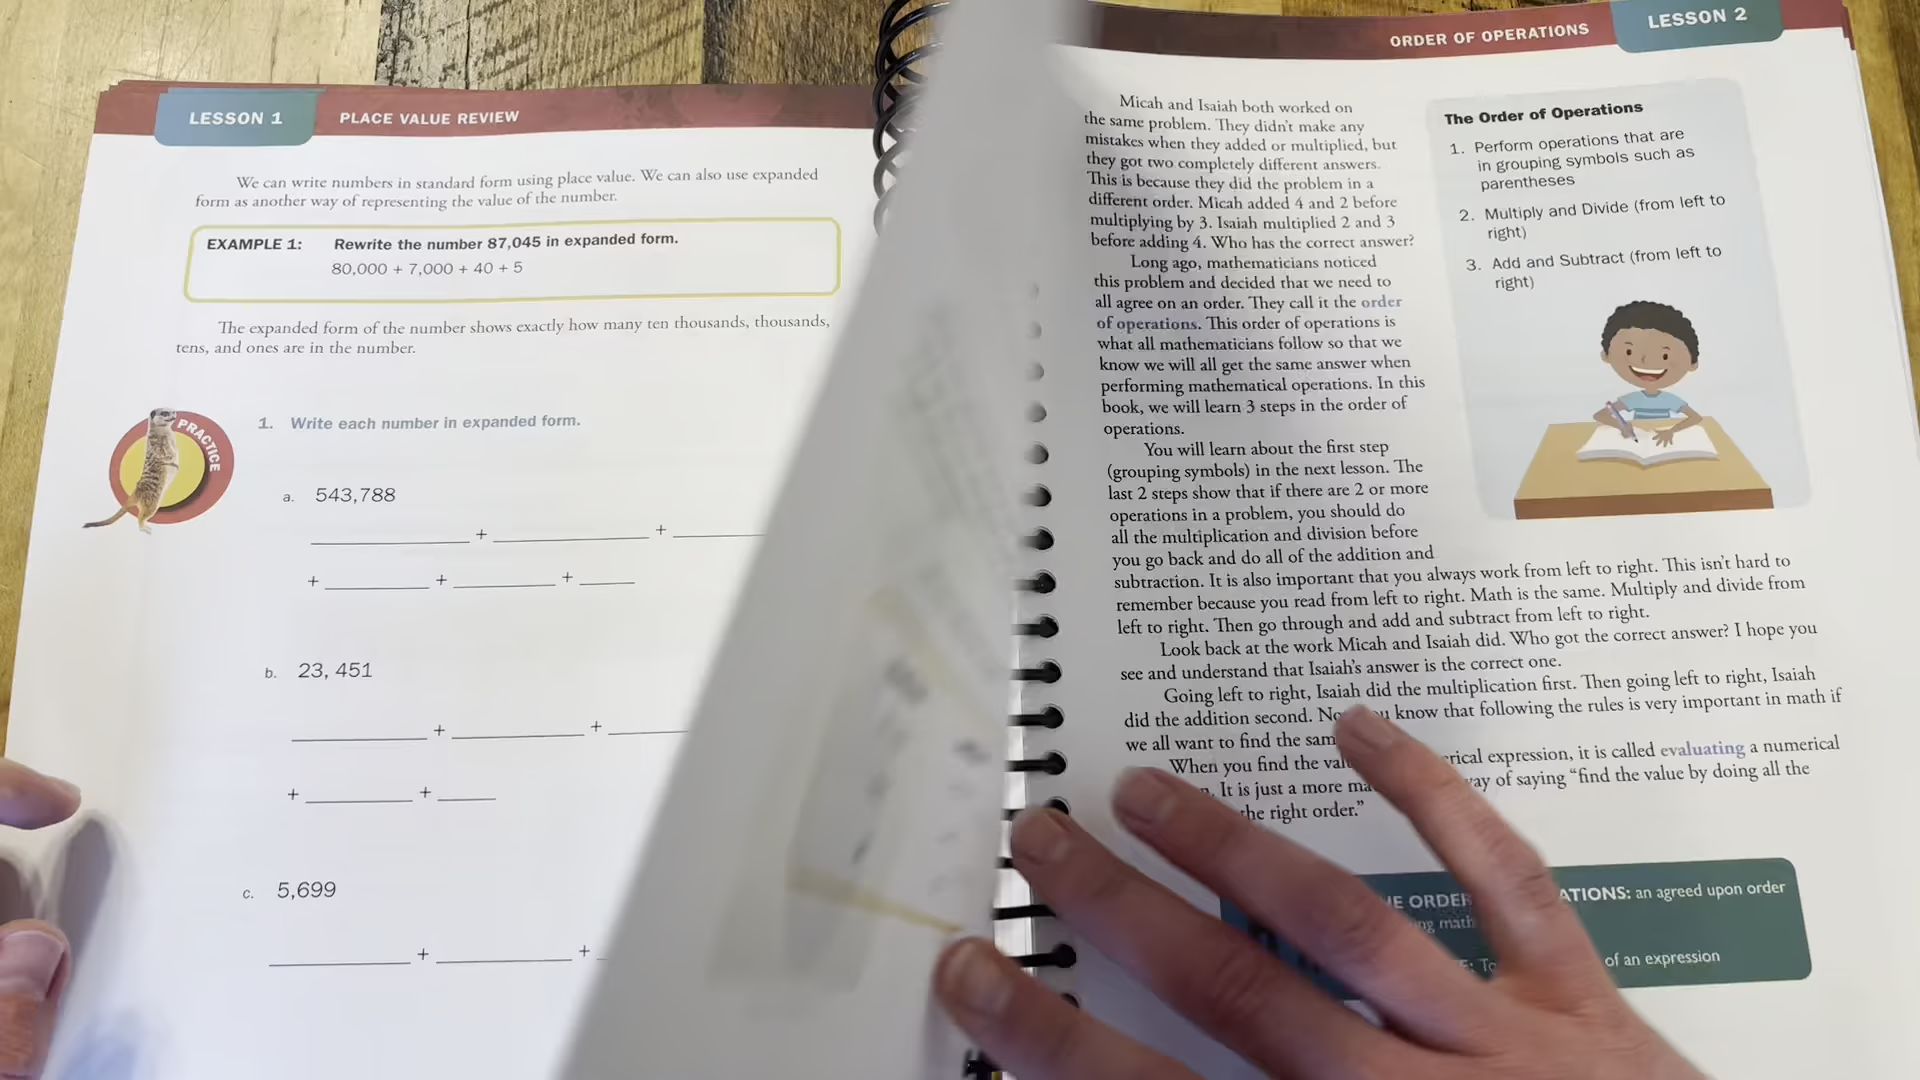 LESSON 1
PLACE VALUE REVIEW
We can write numbers in standard form using place value. We can also use expanded
form as another way of representing the value of the number.
EXAMPLE 1: Rewrite the number 87,045 in expanded form.
80,000 + 7,000 + 40 + 5
The expanded form of the number shows exactly how many ten thousands, thousands,
tens, and ones are in the number.
PRACTICE
1. Write each number in expanded form.
a. 543,788
+ +
+ + +
b. 23, 451
+ +
+ +
c. 5,699
+ +
ORDER OF OPERATIONS
LESSON 2
Micah and Isaiah both worked on
the same problem. They didn't make any
mistakes when they added or multiplied, but
they got two completely different answers.
This is because they did the problem in a
different order. Micah added 4 and 2 before
multiplying by 3. Isaiah multiplied 2 and 3
before adding 4. Who has the correct answer?
Long ago, mathematicians noticed
this problem and decided that we need to
all agree on an order. They call it the order
of operations. This order of operations is
what all mathematicians follow so that we
know we will all get the same answer when
performing mathematical operations. In this
book, we will learn 3 steps in the order of
operations.
You will learn about the first step
(grouping symbols) in the next lesson. The
last 2 steps show that if there are 2 or more
operations in a problem, you should do
all the multiplication and division before
you go back and do all of the addition and
subtraction. It is also important that you always work from left to right. This isn't hard to
remember because you read from left to right. Math is the same. Multiply and divide from
left to right. Then go through and add and subtract from left to right.
Look back at the work Micah and Isaiah did. Who got the correct answer? I hope you
see and understand that Isaiah's answer is the correct one.
Going left to right, Isaiah did the multiplication first. Then going left to right, Isaiah
did the addition second. know that following the rules is very important in math if
we all want to find the
When you find the expression, it is called evaluating a numerical
It is just a more of saying "find the value by doing all the
the right order."
The Order of Operations
1. Perform operations that are
in grouping symbols such as
parentheses
2. Multiply and Divide (from left to
right)
3. Add and Subtract (from left to
right)
ORDER an agreed upon order
math
of an expression